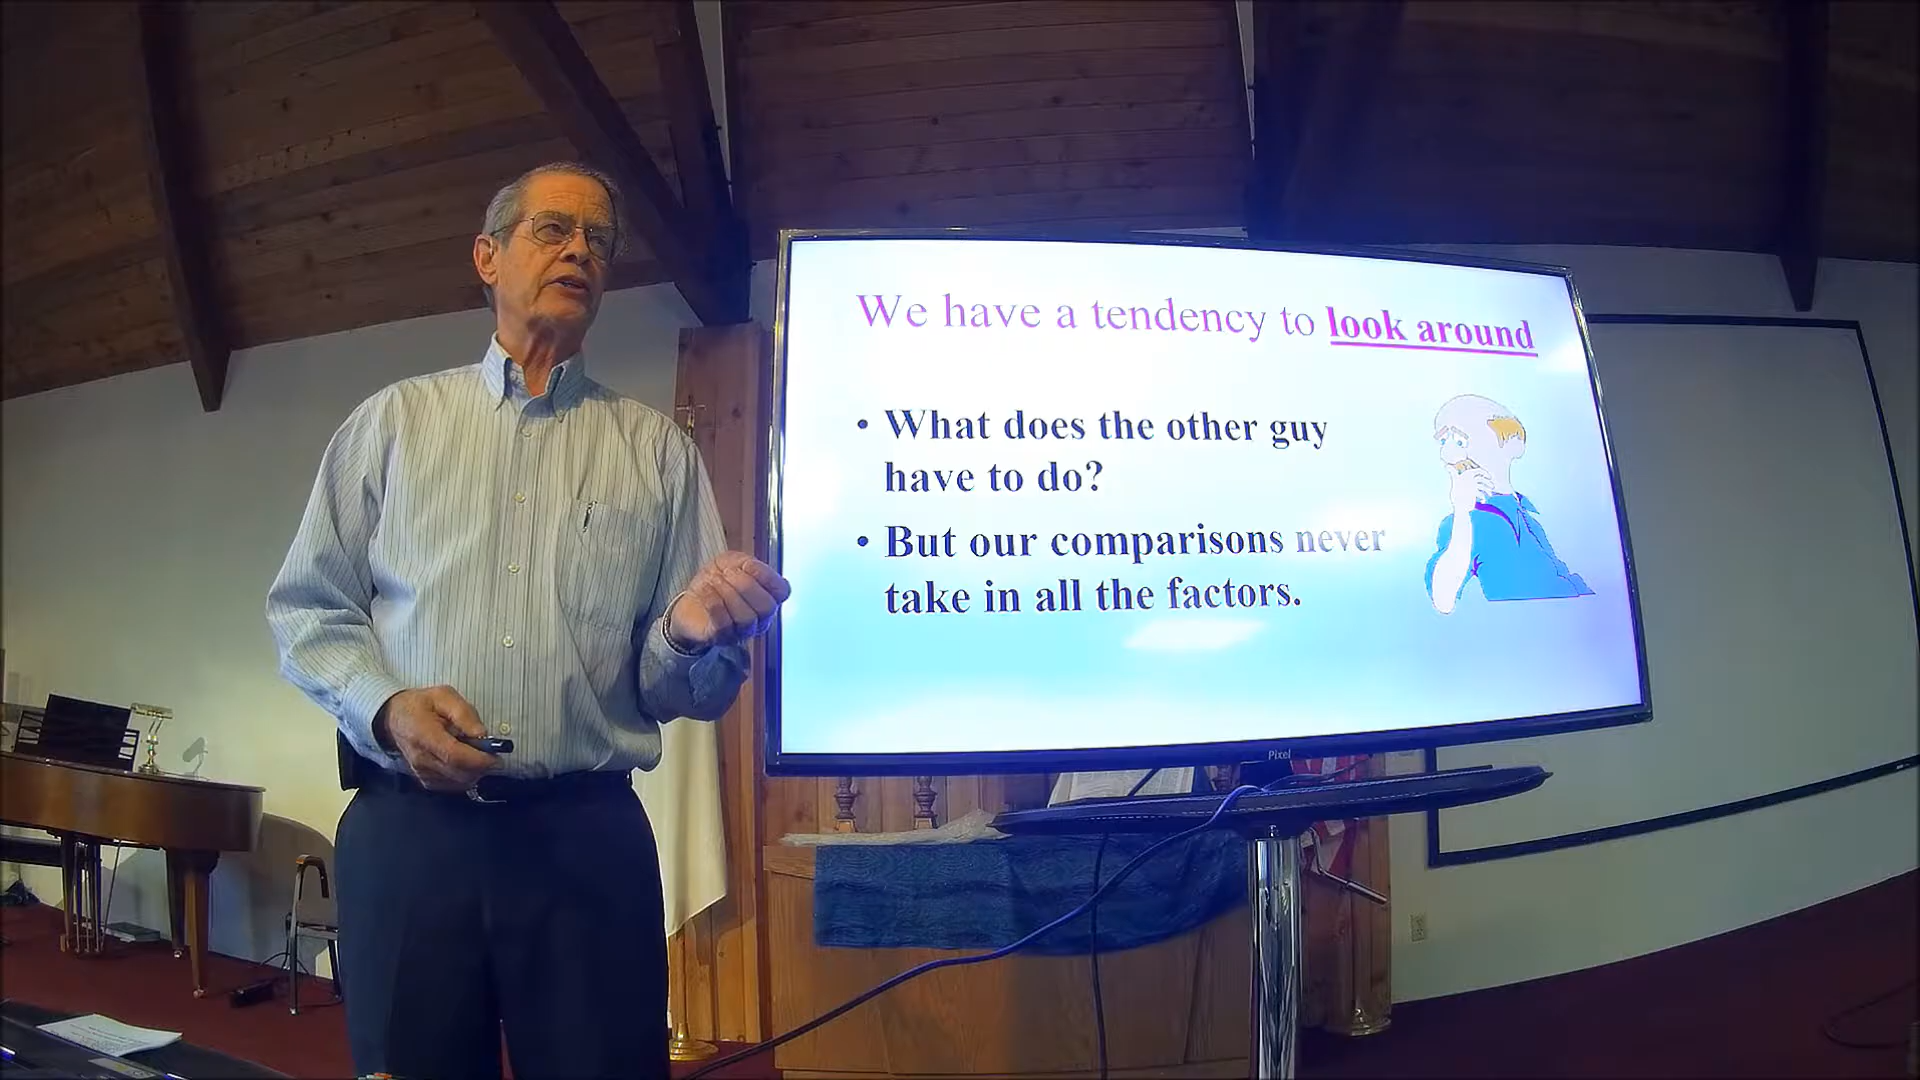 We have a tendency to look around
• What does the other guy
have to do?
• But our comparisons never
take in all the factors.
Pixel